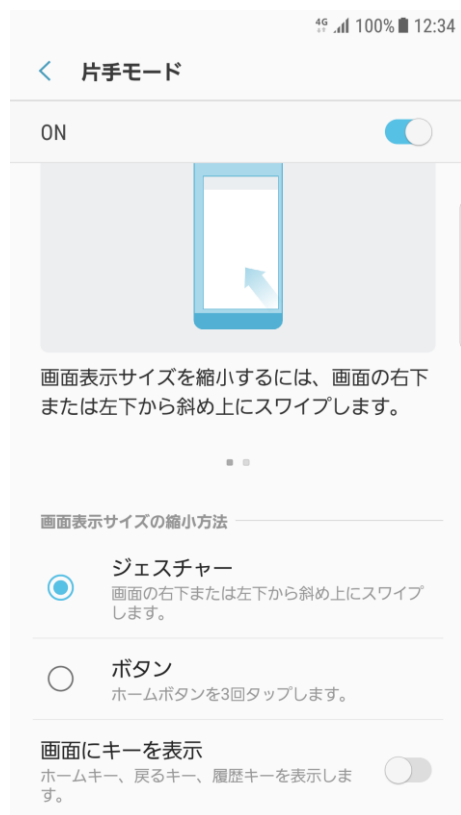 4G 100% 12:34
片手モード
ON
画面表示サイズを縮小するには、画面の右下
または左下から斜め上にスワイプします。
画面表示サイズの縮小方法
ジェスチャー
画面の右下または左下から斜め上にスワイプ
します。
ボタン
ホームボタンを3回タップします。
画面にキーを表示
ホームキー、戻るキー、履歴キーを表示しま
す。